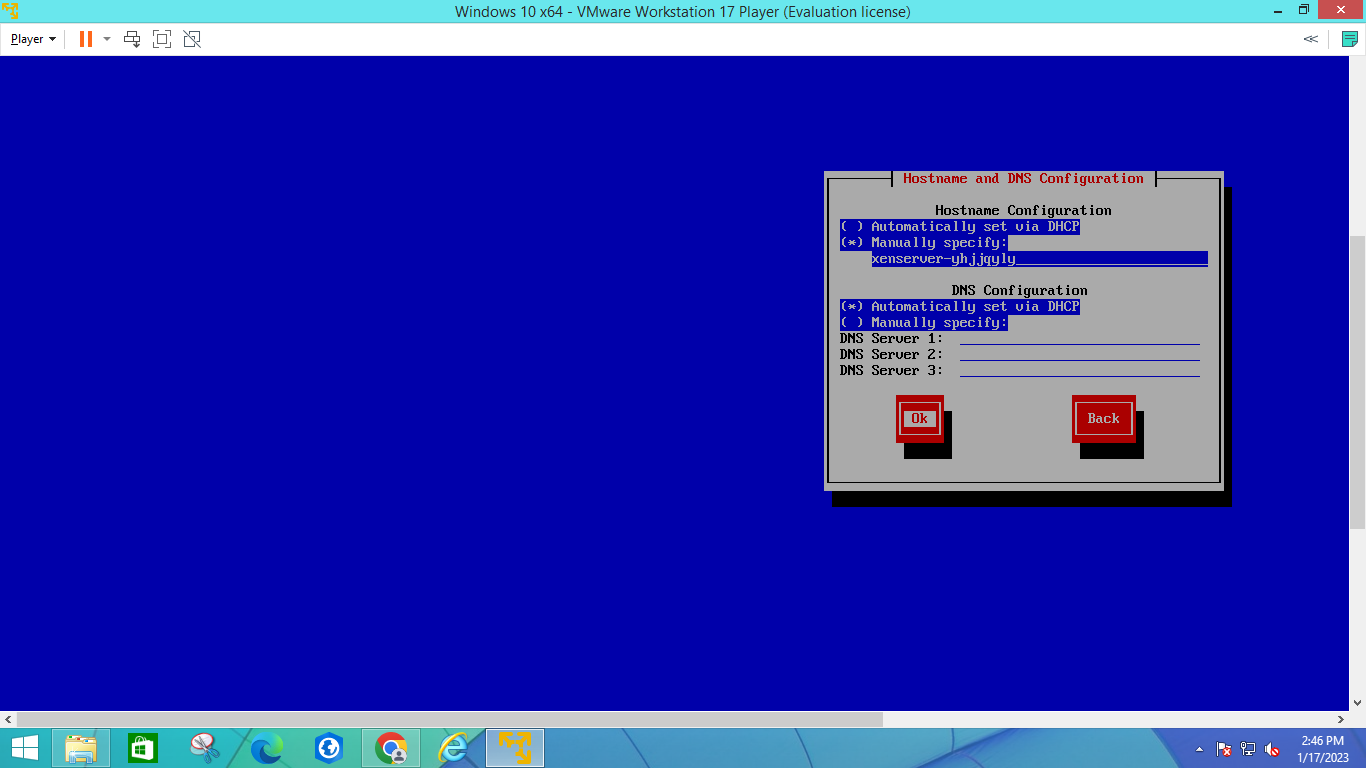 Windows 10 x64 - VMware Workstation 17 Player (Evaluation license)
Player
Hostname and DNS Configuration
Hostname Configuration
( ) Automatically set via DHCP
(*) Manually specify:
xenserver-yhjjqyly
DNS Configuration
(*) Automatically set via DHCP
( ) Manually specify:
DNS Server 1:
DNS Server 2:
DNS Server 3:
Ok Back
2:46 PM
1/17/2023